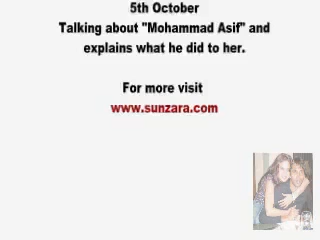 5th October
Talking about "Mohammad Asif" and
explains what he did to her.
For more visit
www.sunzara.com